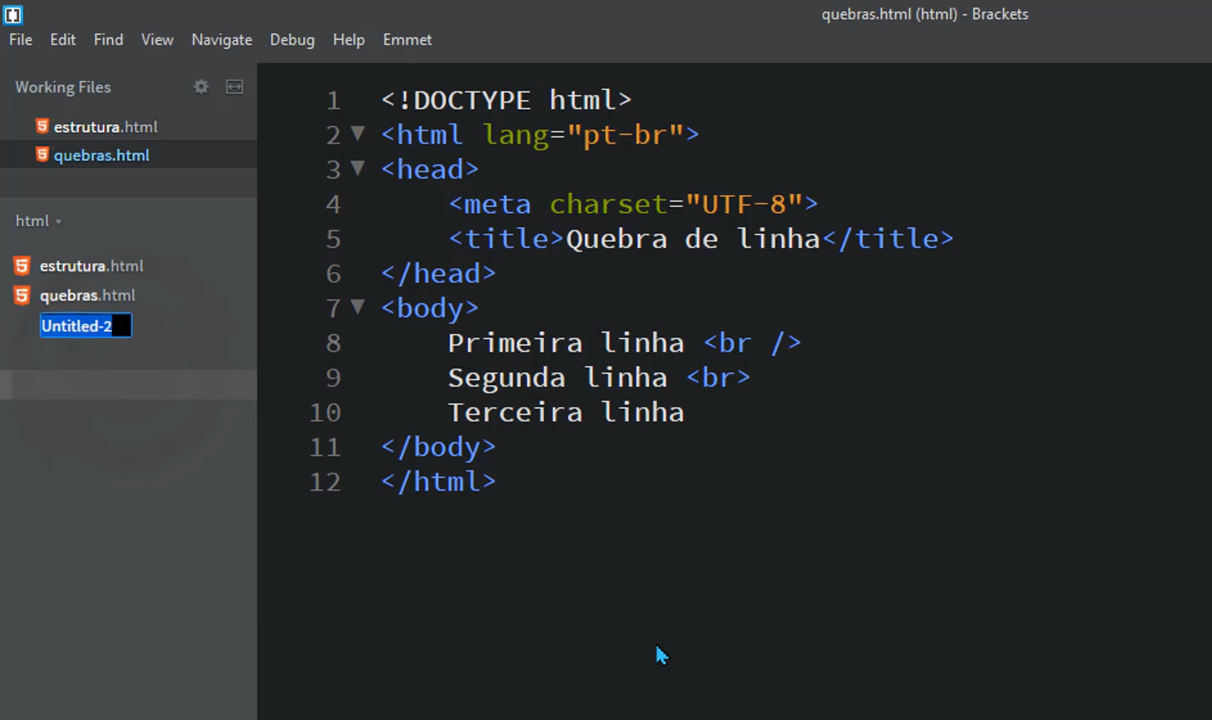 quebras.html (html) - Brackets
File Edit Find View Navigate Debug Help Emmet
Working Files
estrutura.html
quebras.html
html
estrutura.html
quebras.html
Untitled-2
1 <!DOCTYPE html>
2 <html lang="pt-br">
3 <head>
4 <meta charset="UTF-8">
5 <title>Quebra de linha</title>
6 </head>
7 <body>
8 Primeira linha <br />
9 Segunda linha <br>
10 Terceira linha
11 </body>
12 </html>